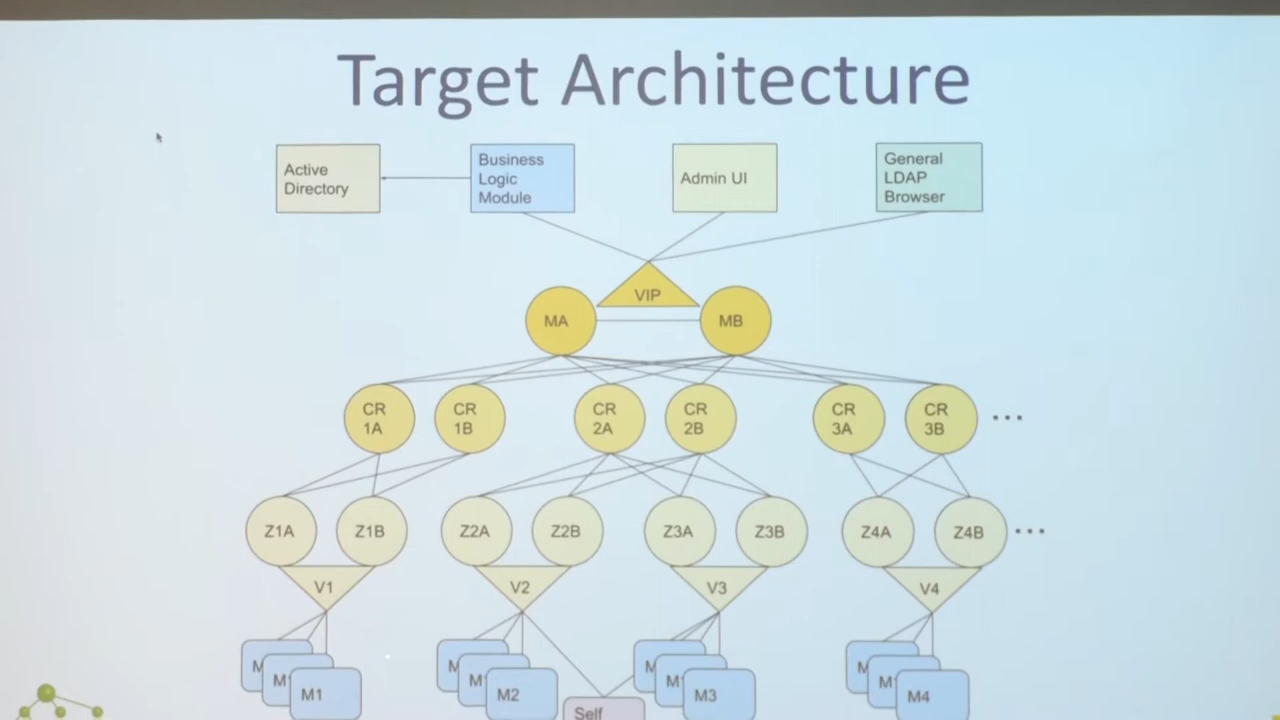 Target Architecture
Active
Directory
Business
Logic
Module
Admin UI
General
LDAP
Browser
VIP
MA
MB
CR
1A
CR
1B
CR
2A
CR
2B
CR
3A
CR
3B
...
Z1A
Z1B
Z2A
Z2B
Z3A
Z3B
Z4A
Z4B
...
V1
V2
V3
V4
M
M
M1
M
M
M2
M
M
M3
M
M
M4
Self